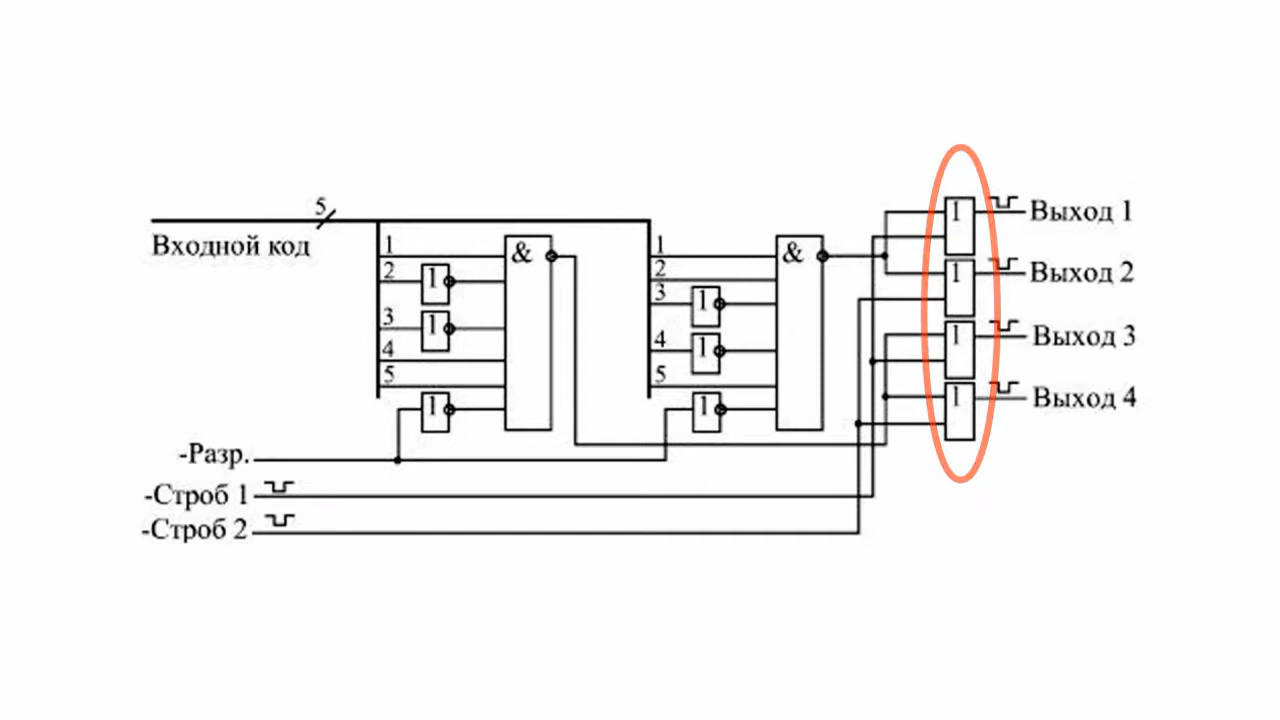 5
Входной код
1
2
3
4
5
1
1
1
&
1
2
3
4
5
1
1
1
&
1
1
1
1
Выход 1
Выход 2
Выход 3
Выход 4
-Разр.
-Строб 1
-Строб 2